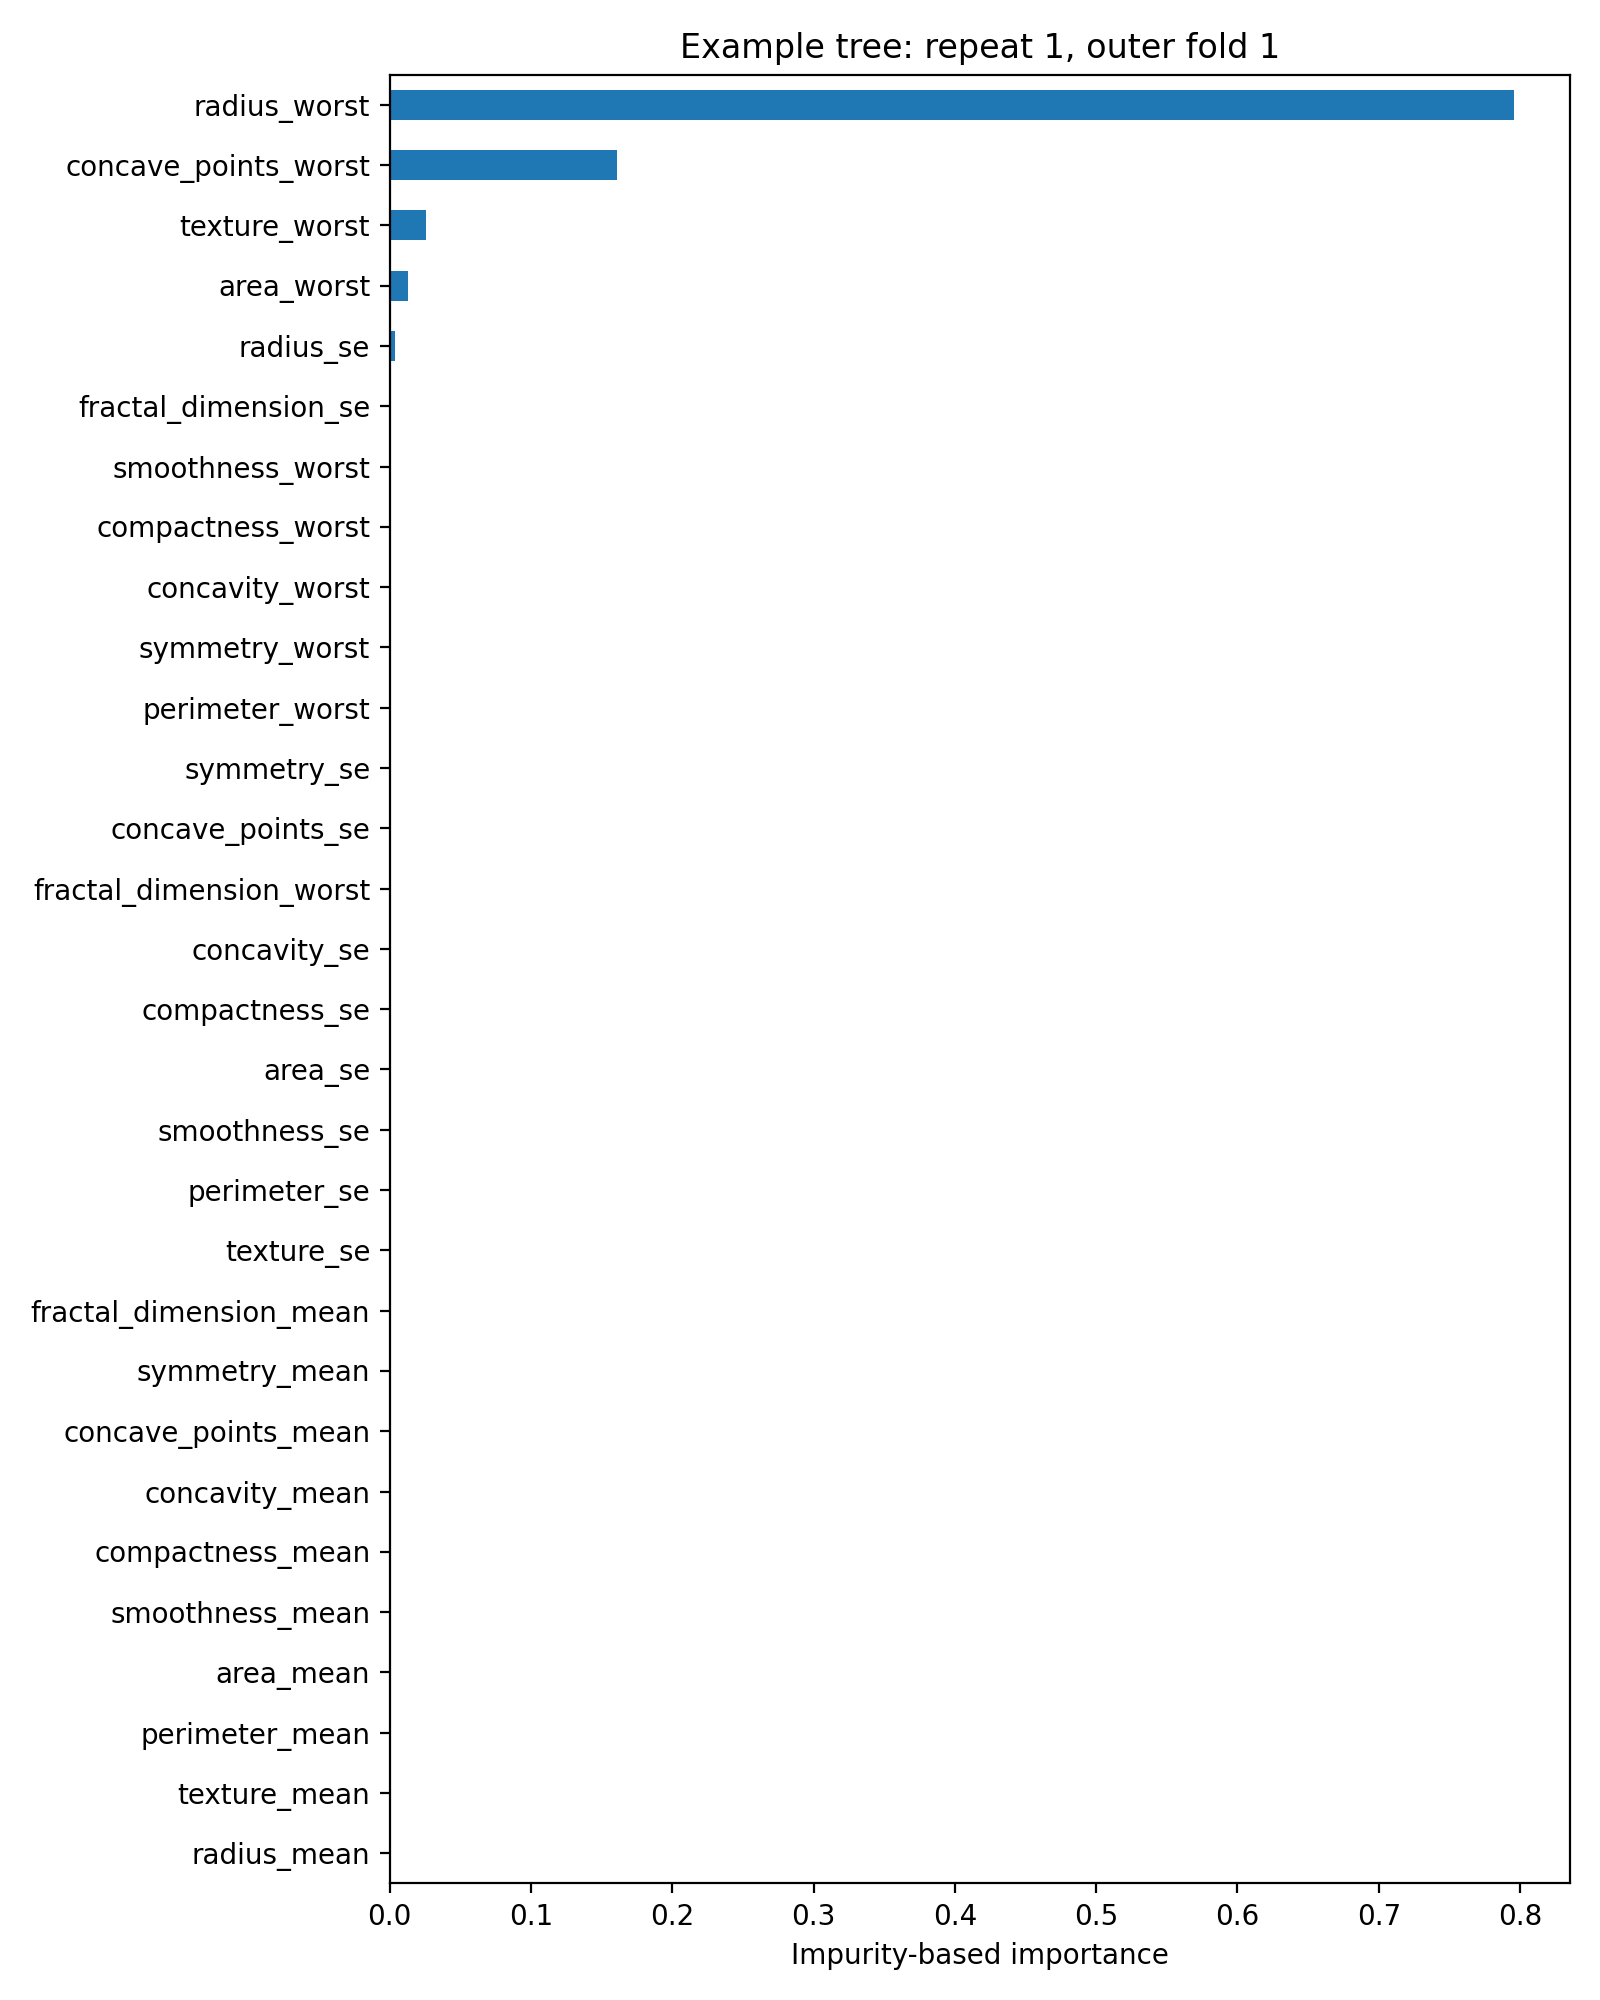 Example tree: repeat 1, outer fold 1
radius_worst
concave_points_worst
texture_worst
area_worst
radius_se
fractal_dimension_se
smoothness_worst
compactness_worst
concavity_worst
symmetry_worst
perimeter_worst
symmetry_se
concave_points_se
fractal_dimension_worst
concavity_se
compactness_se
area_se
smoothness_se
perimeter_se
texture_se
fractal_dimension_mean
symmetry_mean
concave_points_mean
concavity_mean
compactness_mean
smoothness_mean
area_mean
perimeter_mean
texture_mean
radius_mean
0.0 0.1 0.2 0.3 0.4 0.5 0.6 0.7 0.8
Impurity-based importance